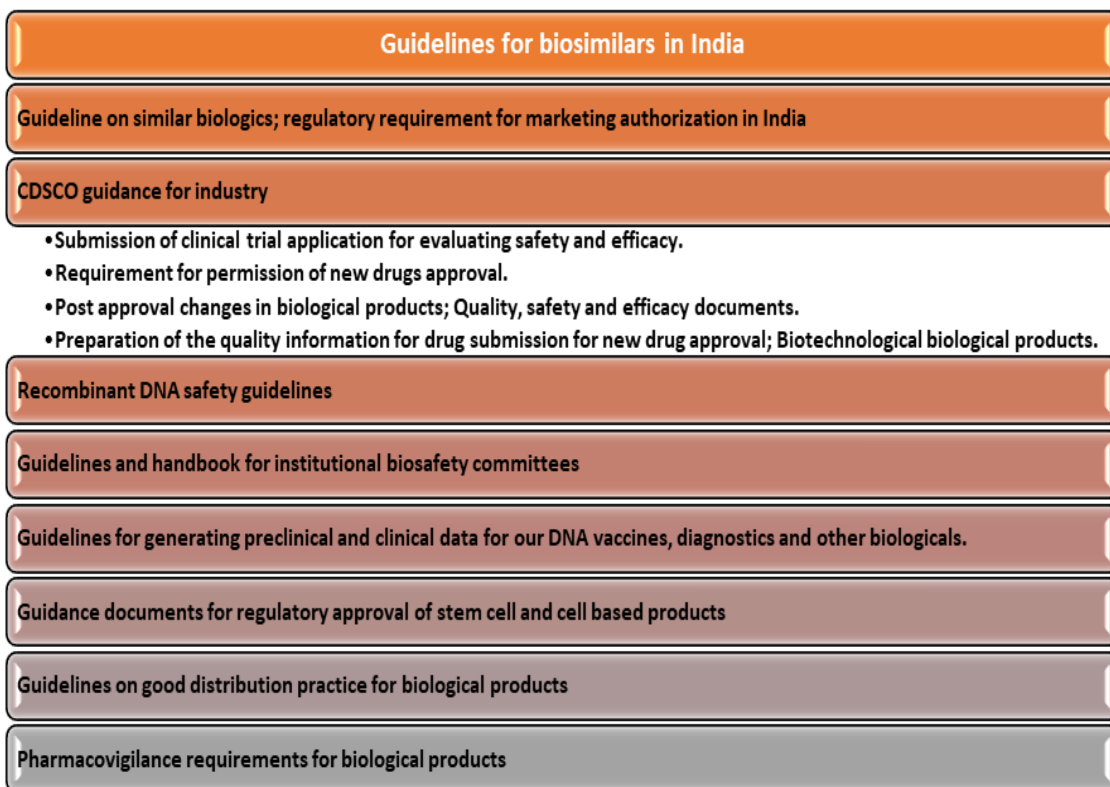 Guidelines for biosimilars in India
Guideline on similar biologics; regulatory requirement for marketing authorization in India
CDSCO guidance for industry
•Submission of clinical trial application for evaluating safety and efficacy.
•Requirement for permission of new drugs approval.
•Post approval changes in biological products; Quality, safety and efficacy documents.
•Preparation of the quality information for drug submission for new drug approval; Biotechnological biological products.
Recombinant DNA safety guidelines
Guidelines and handbook for institutional biosafety committees
Guidelines for generating preclinical and clinical data for our DNA vaccines, diagnostics and other biologicals.
Guidance documents for regulatory approval of stem cell and cell based products
Guidelines on good distribution practice for biological products
Pharmacovigilance requirements for biological products